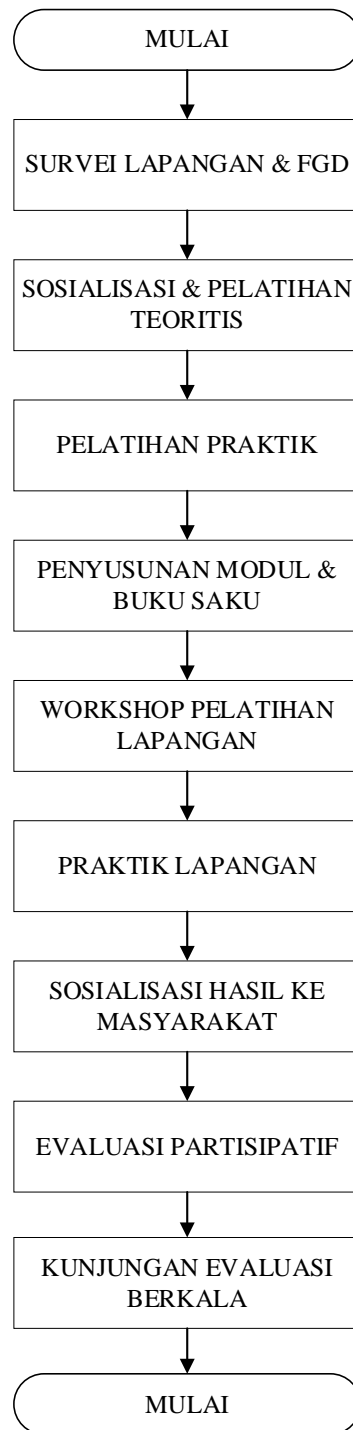 MULAI
SURVEI LAPANGAN & FGD
SOSIALISASI & PELATIHAN
TEORITIS
PELATIHAN PRAKTIK
PENYUSUNAN MODUL &
BUKU SAKU
WORKSHOP PELATIHAN
LAPANGAN
PRAKTIK LAPANGAN
SOSIALISASI HASIL KE
MASYARAKAT
EVALUASI PARTISIPATIF
KUNJUNGAN EVALUASI
BERKALA
MULAI